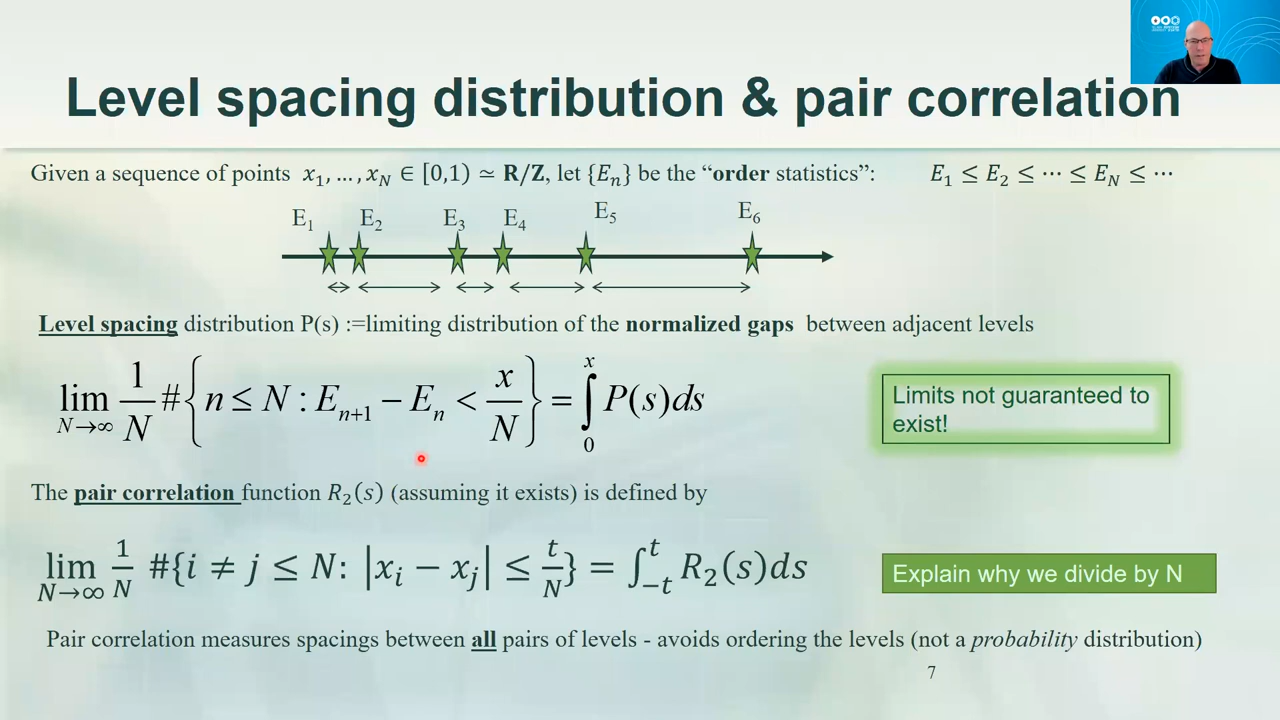 Level spacing distribution & pair correlation
Given a sequence of points x₁, …, x_N ∈ [0,1) ≃ R/Z, let {Eₙ} be the “order statistics”: E₁ ≤ E₂ ≤ ⋯ ≤ E_N ≤ ⋯
E₁ E₂ E₃ E₄ E₅ E₆
Level spacing distribution P(s) :=limiting distribution of the normalized gaps between adjacent levels
lim_{N→∞} 1/N #{n ≤ N : E_{n+1} − E_n < x/N} = ∫₀ˣ P(s)ds
Limits not guaranteed to
exist!
The pair correlation function R₂(s) (assuming it exists) is defined by
lim_{N→∞} 1/N #{i ≠ j ≤ N: |x_i − x_j| ≤ t/N} = ∫_{−t}^{t} R₂(s)ds
Explain why we divide by N
Pair correlation measures spacings between all pairs of levels - avoids ordering the levels (not a probability distribution)
7